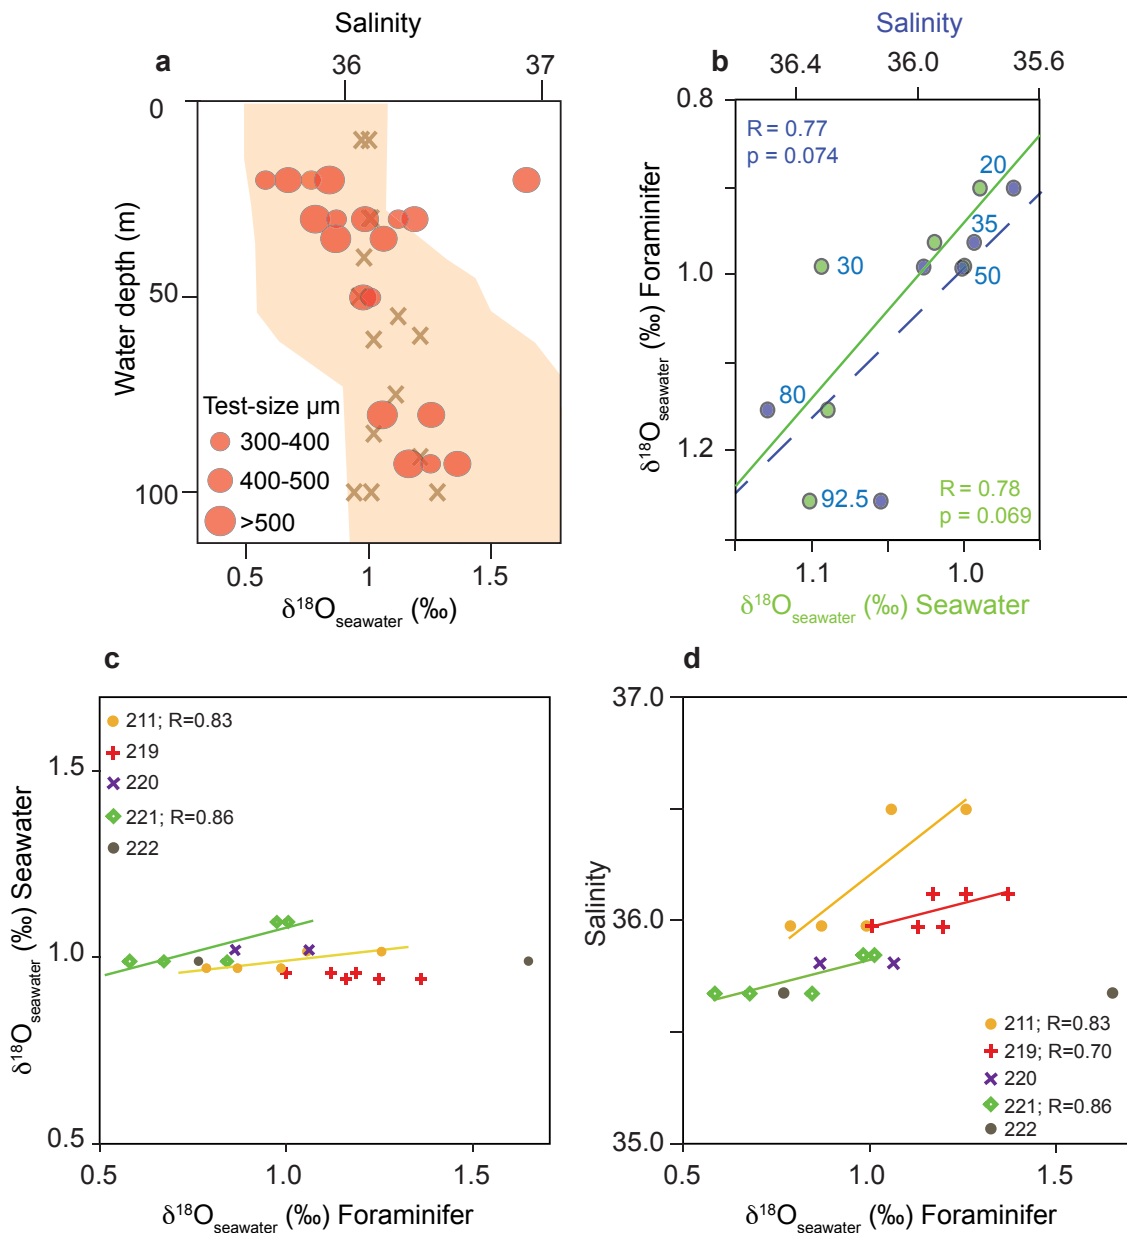 Salinity
a
36
37
0
50
100
Water depth (m)
Test-size µm
300-400
400-500
>500
0.5
1
1.5
δ¹⁸Oseawater (‰)
Salinity
b
36.4
36.0
35.6
0.8
1.0
1.2
δ¹⁸Oseawater (‰) Foraminifer
R = 0.77
p = 0.074
20
35
30
50
80
92.5
R = 0.78
p = 0.069
1.1
1.0
δ¹⁸Oseawater (‰) Seawater
c
211; R=0.83
219
220
221; R=0.86
222
1.5
1.0
0.5
δ¹⁸Oseawater (‰) Seawater
0.5
1.0
1.5
δ¹⁸Oseawater (‰) Foraminifer
d
37.0
36.0
35.0
Salinity
211; R=0.83
219; R=0.70
220
221; R=0.86
222
0.5
1.0
1.5
δ¹⁸Oseawater (‰) Foraminifer